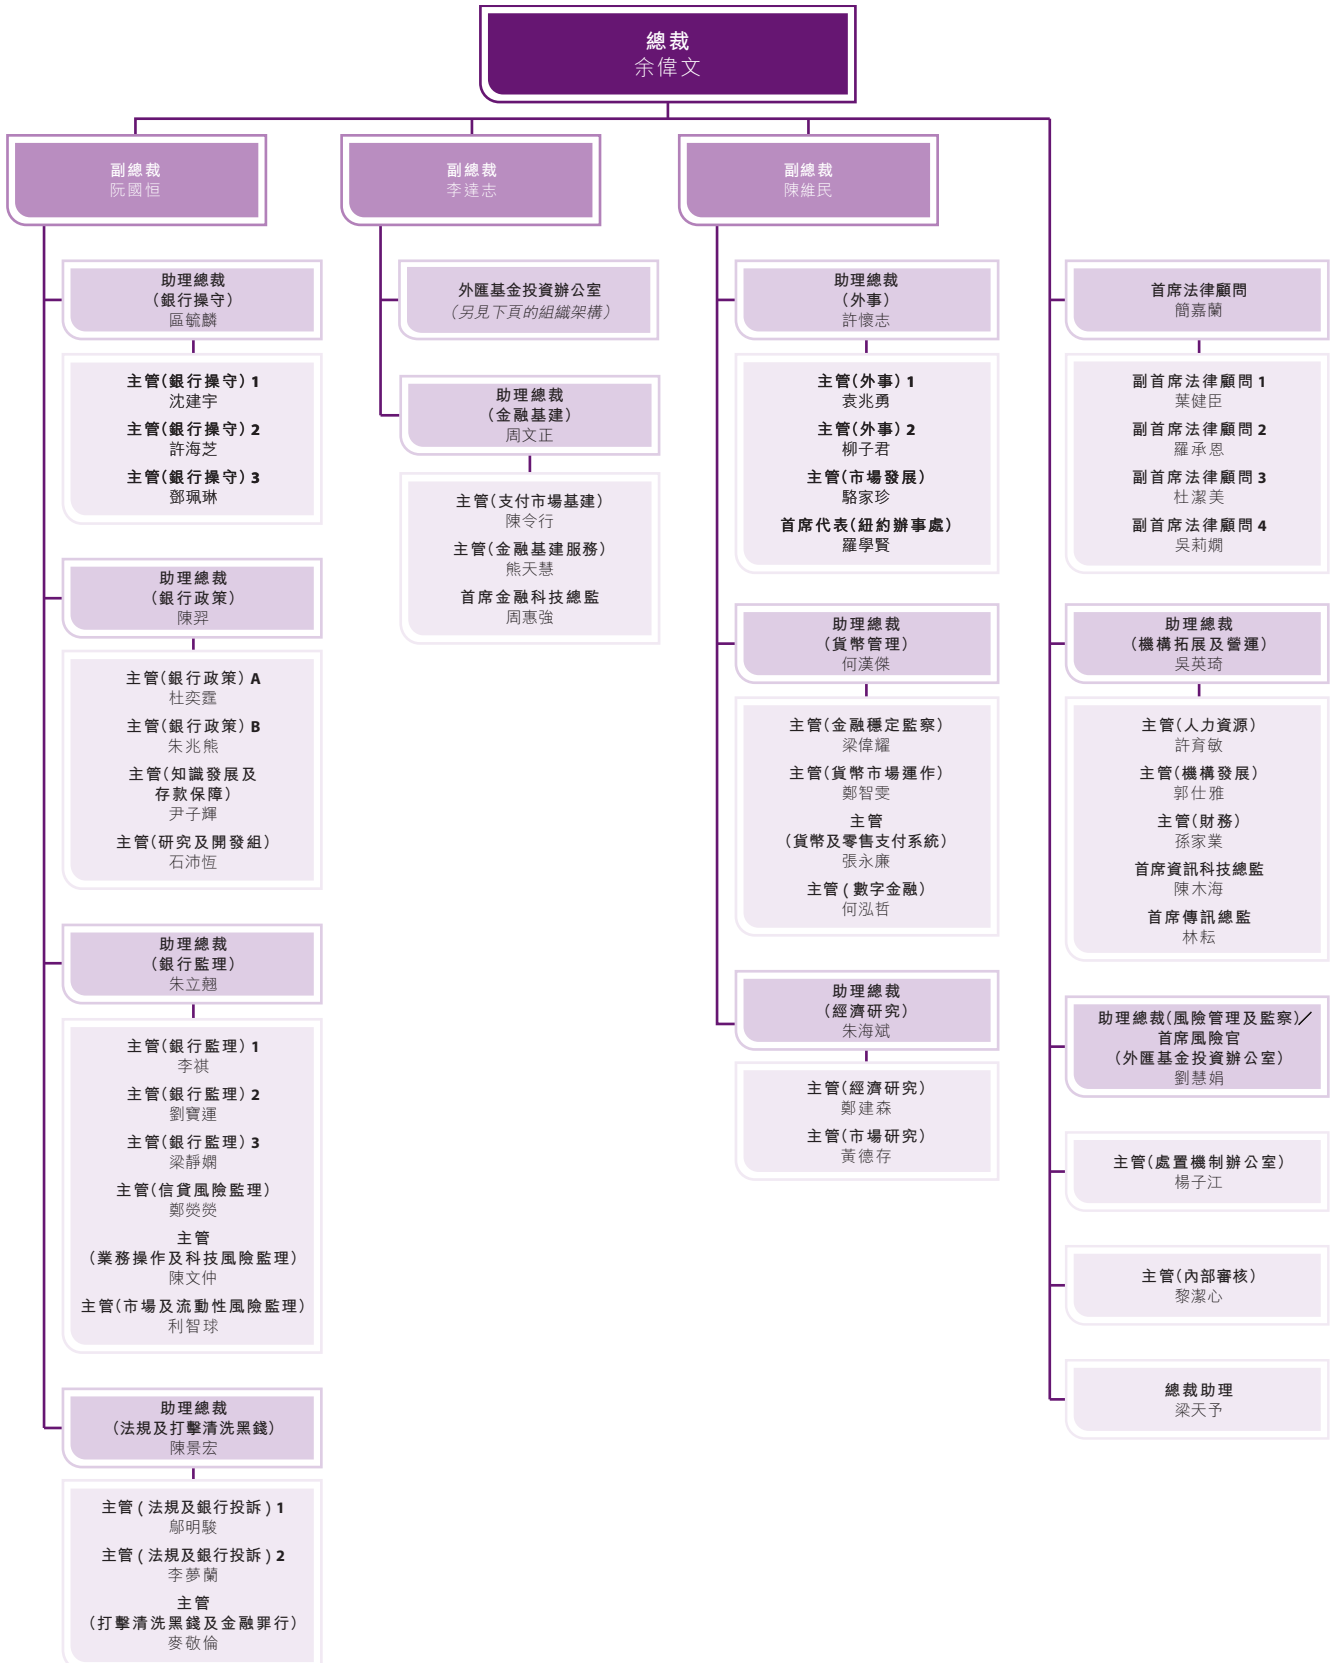 總裁
余偉文
副總裁
阮國恒
助理總裁
（銀行操守）
區毓麟
主管（銀行操守）1
沈建宇
主管（銀行操守）2
許海芝
主管（銀行操守）3
鄧珮琳
助理總裁
（銀行政策）
陳羿
主管（銀行政策）A
杜奕霆
主管（銀行政策）B
朱兆熊
主管（知識發展及
存款保障）
尹子輝
主管（研究及開發組）
石沛恆
助理總裁
（銀行監理）
朱立翹
主管（銀行監理）1
李祺
主管（銀行監理）2
劉寶運
主管（銀行監理）3
梁靜嫻
主管（信貸風險監理）
鄭熒熒
主管
（業務操作及科技風險監理）
陳文仲
主管（市場及流動性風險監理）
利智球
助理總裁
（法規及打擊清洗黑錢）
陳景宏
主管 ( 法規及銀行投訴 ) 1
鄔明駿
主管 ( 法規及銀行投訴 ) 2
李夢蘭
主管
（打擊清洗黑錢及金融罪行）
麥敬倫
副總裁
李達志
外匯基金投資辦公室
（另見下頁的組織架構）
助理總裁
（金融基建）
周文正
主管（支付市場基建）
陳令行
主管（金融基建服務）
熊天慧
首席金融科技總監
周惠強
副總裁
陳維民
助理總裁
（外事）
許懷志
主管（外事）1
袁兆勇
主管（外事）2
柳子君
主管（市場發展）
駱家珍
首席代表（紐約辦事處）
羅學賢
助理總裁
（貨幣管理）
何漢傑
主管（金融穩定監察）
梁偉耀
主管（貨幣市場運作）
鄭智雯
主管
（貨幣及零售支付系統）
張永廉
主管 ( 數字金融）
何泓哲
助理總裁
（經濟研究）
朱海斌
主管（經濟研究）
鄭建森
主管（市場研究）
黃德存
首席法律顧問
簡嘉蘭
副首席法律顧問 1
葉健臣
副首席法律顧問 2
羅承恩
副首席法律顧問 3
杜潔美
副首席法律顧問 4
吳莉嫺
助理總裁
（機構拓展及營運）
吳英琦
主管（人力資源）
許育敏
主管（機構發展）
郭仕雅
主管（財務）
孫家業
首席資訊科技總監
陳木海
首席傳訊總監
林耘
助理總裁（風險管理及監察）／
首席風險官
（外匯基金投資辦公室）
劉慧娟
主管（處置機制辦公室）
楊子江
主管（內部審核）
黎潔心
總裁助理
梁天予